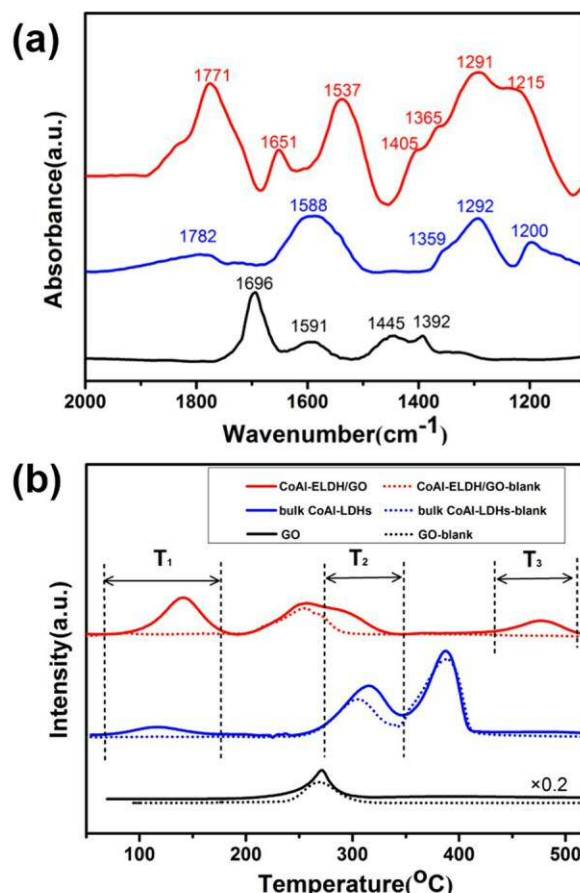 (a)
1771
1651
1537
1405
1365
1291
1215
1782
1588
1359
1292
1200
1696
1591
1445
1392
Absorbance(a.u.)
2000 1800 1600 1400 1200
Wavenumber(cm-1)
(b)
CoAl-ELDH/GO CoAl-ELDH/GO-blank
bulk CoAl-LDHs bulk CoAl-LDHs-blank
GO GO-blank
T1 T2 T3
×0.2
Intensity(a.u.)
100 200 300 400 500
Temperature(oC)